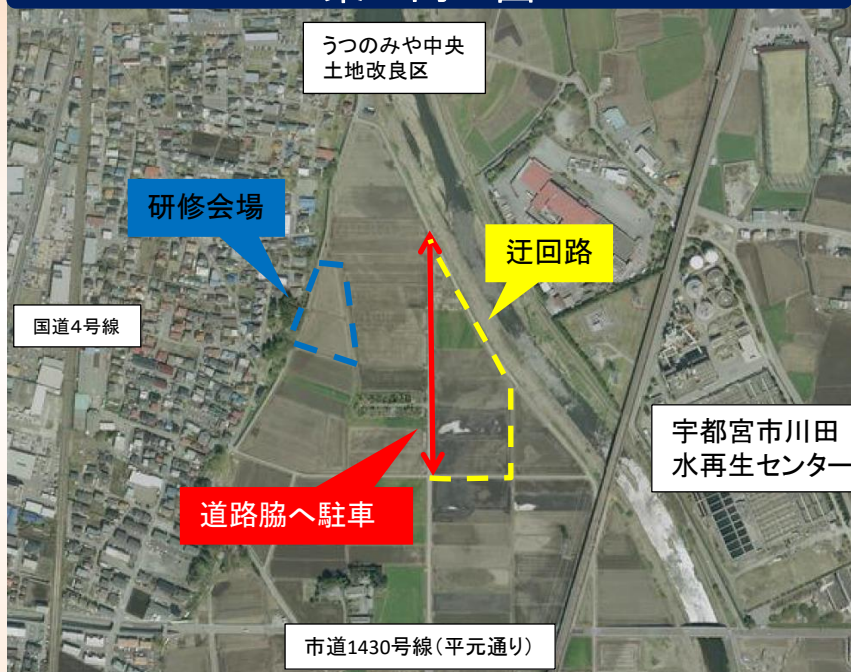 うつのみや中央
土地改良区
研修会場
迂回路
国道4号線
宇都宮市川田
水再生センター
道路脇へ駐車
市道1430号線(平元通り)